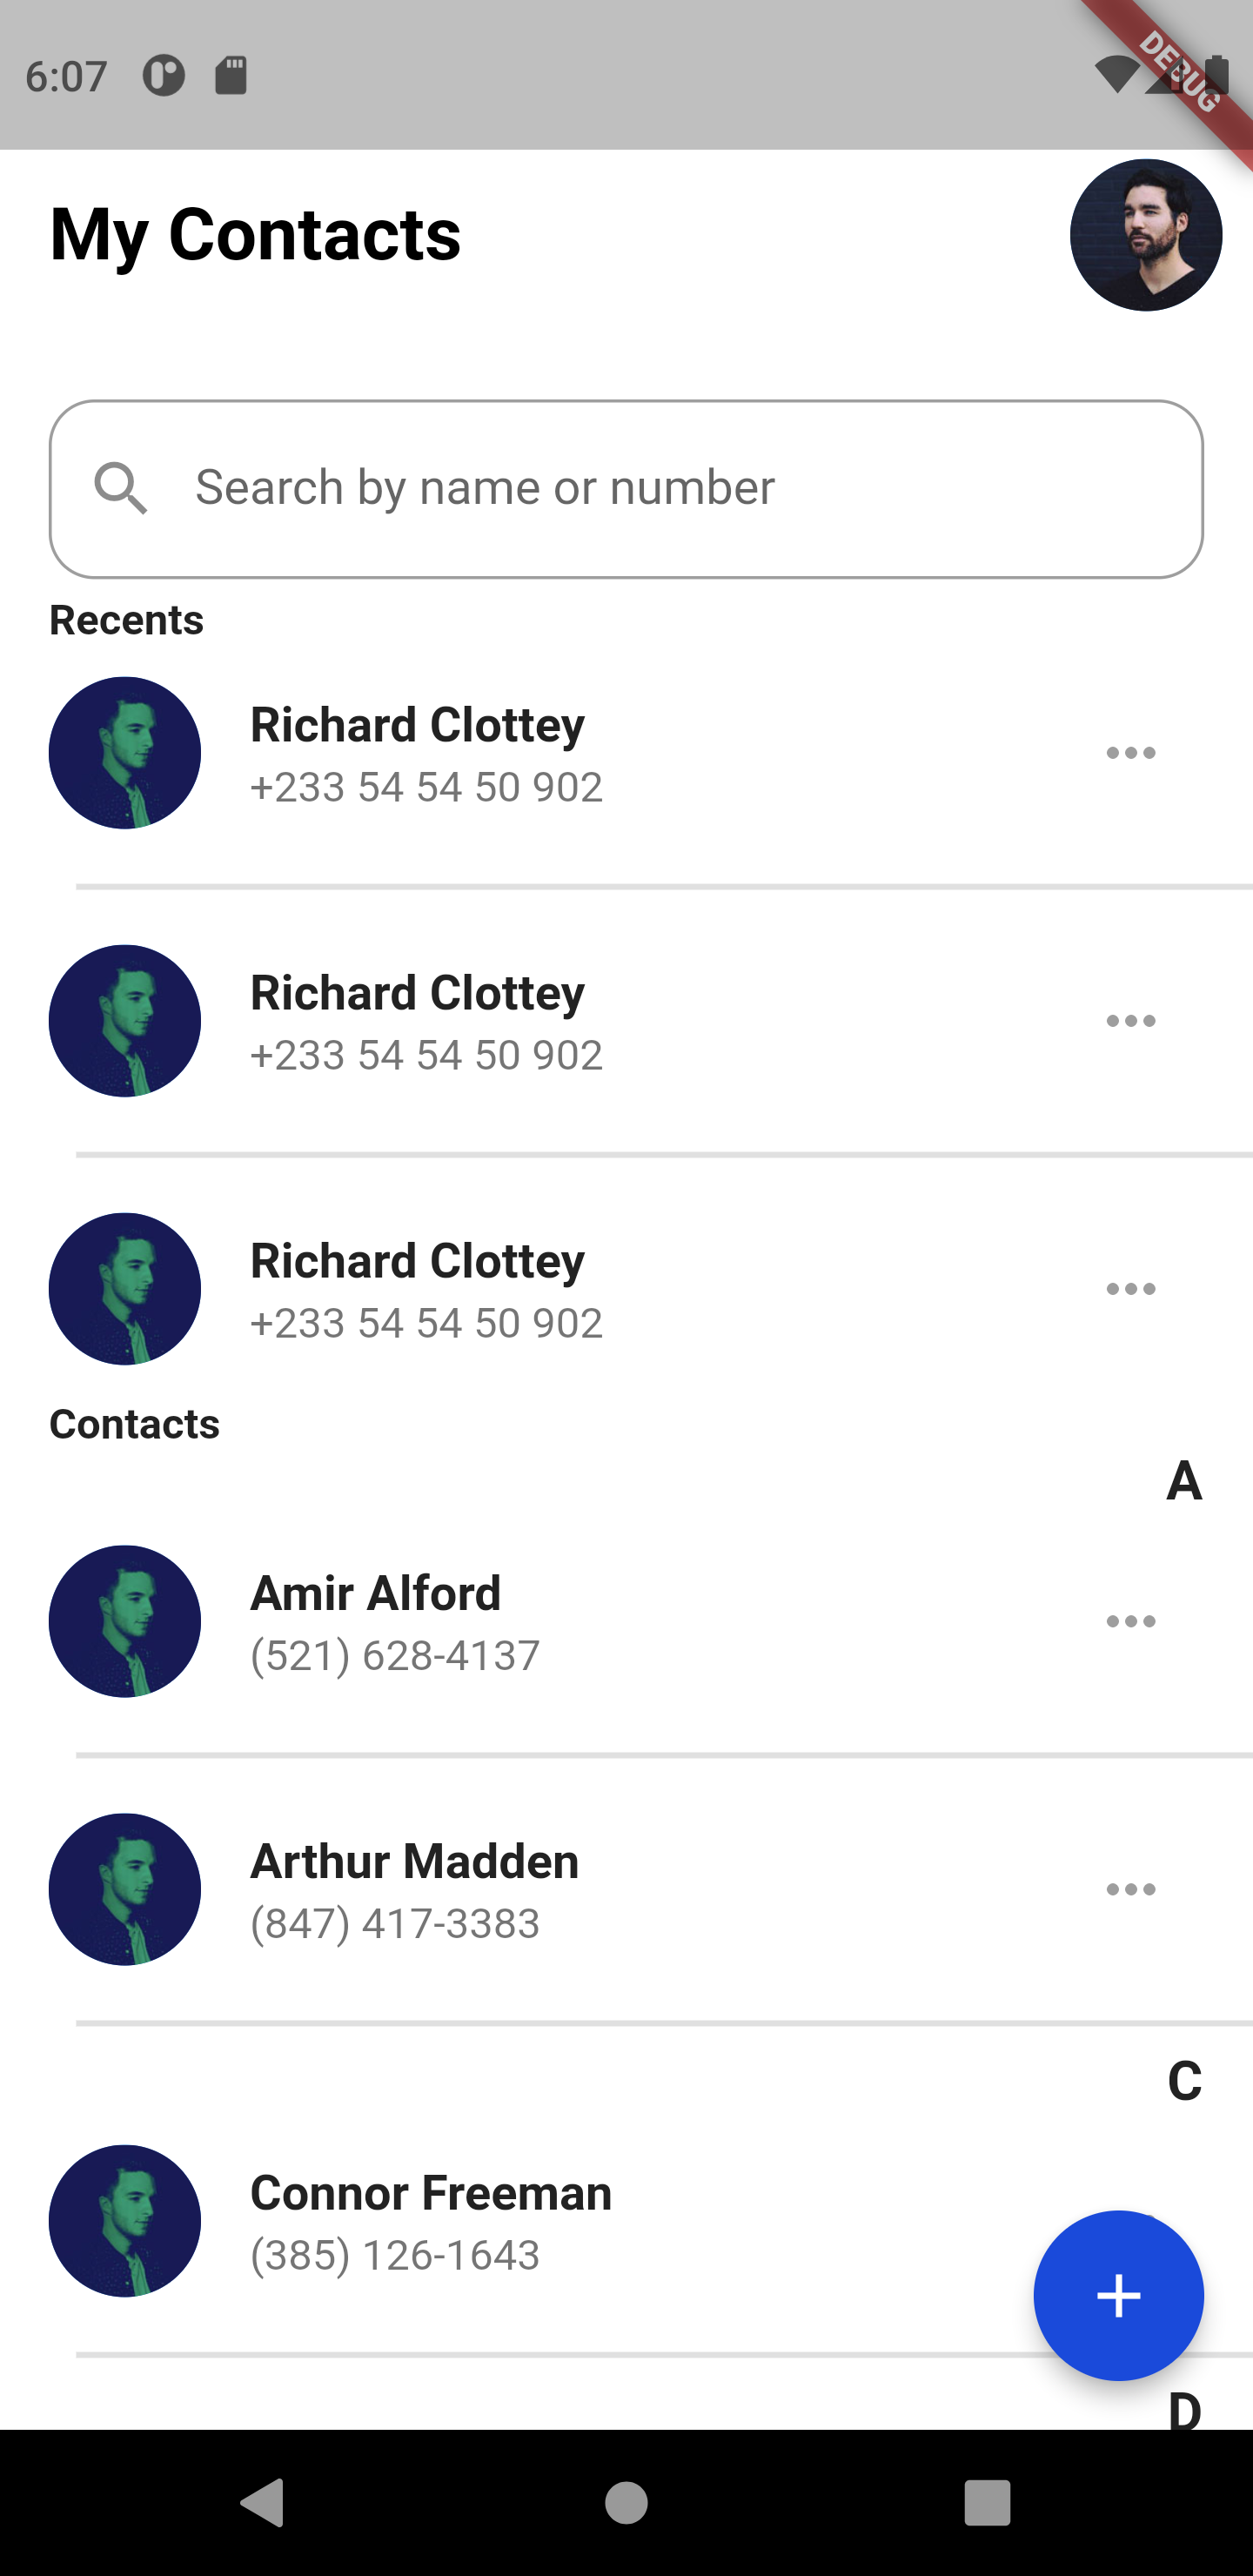 6:07
DEBUG
My Contacts
Search by name or number
Recents
Richard Clottey
+233 54 54 50 902
Richard Clottey
+233 54 54 50 902
Richard Clottey
+233 54 54 50 902
Contacts
A
Amir Alford
(521) 628-4137
Arthur Madden
(847) 417-3383
C
Connor Freeman
(385) 126-1643
D